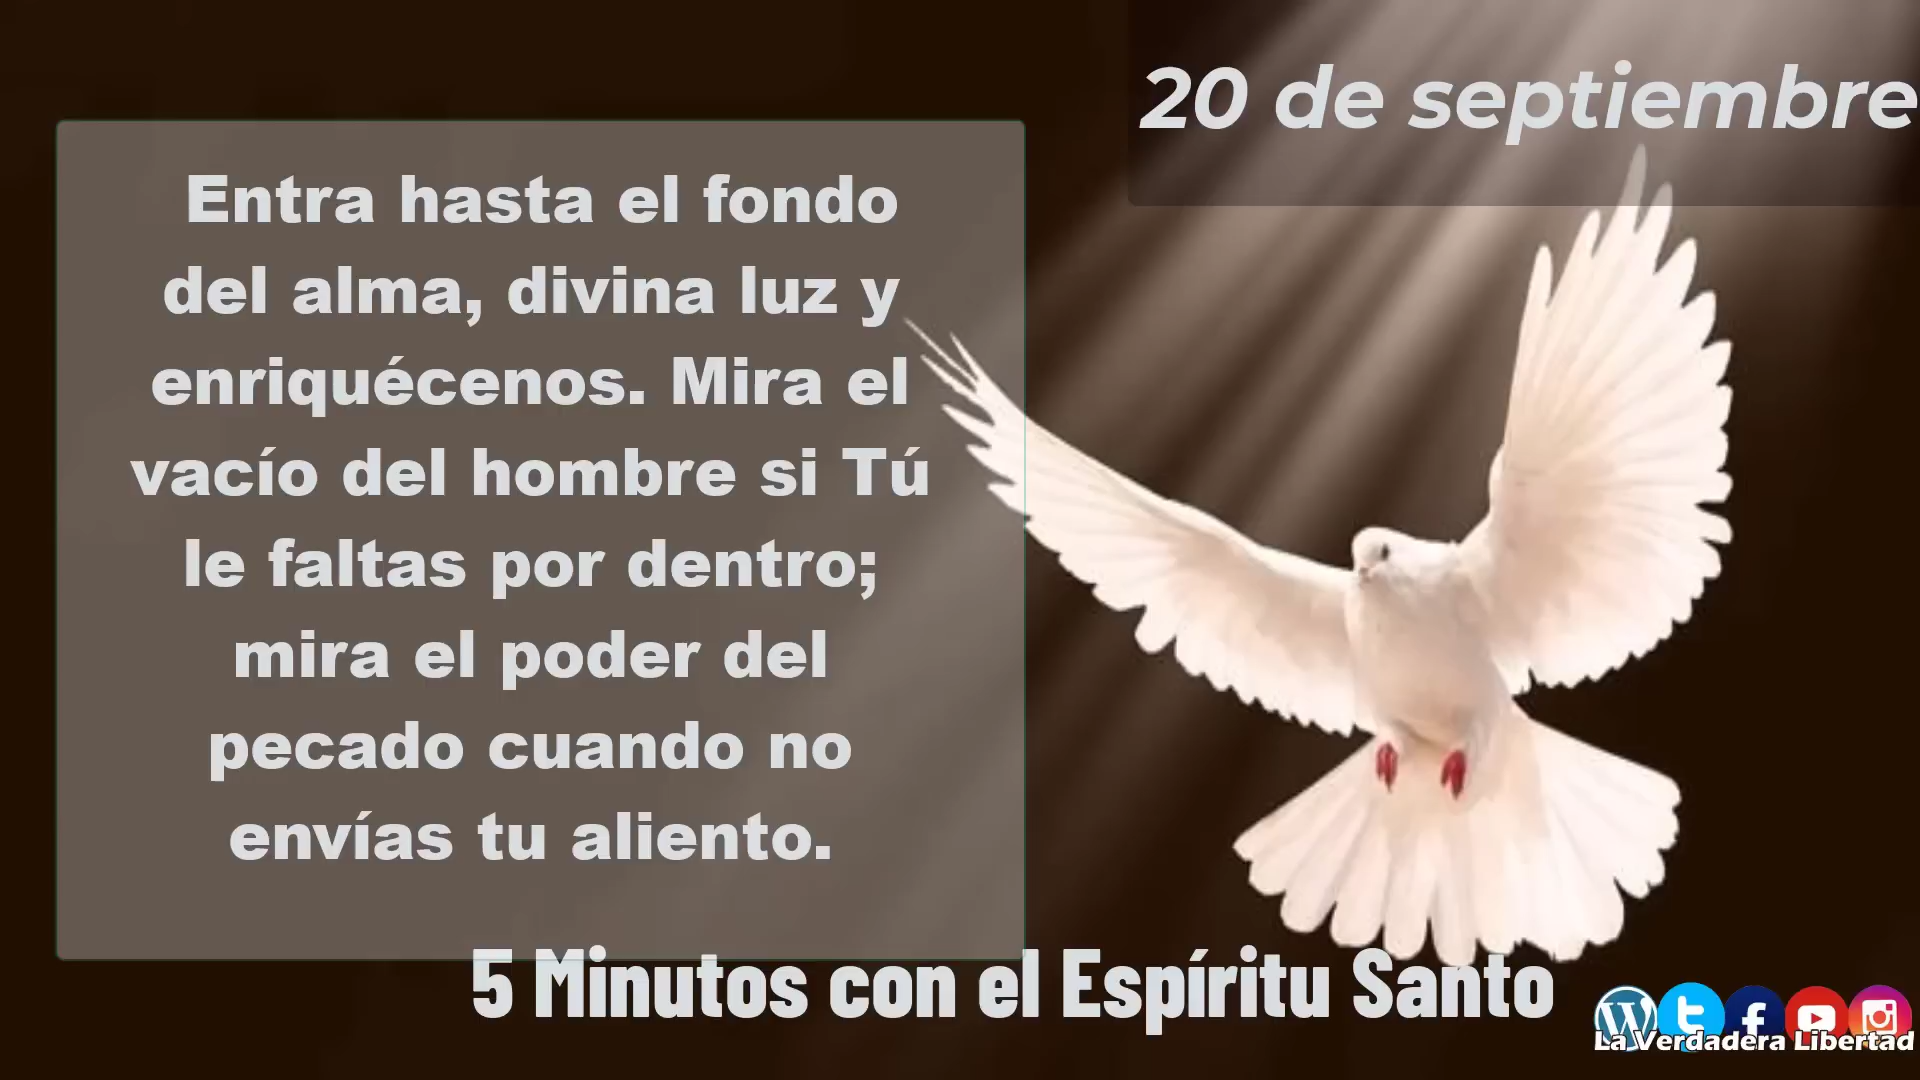 20 de septiembre
Entra hasta el fondo
del alma, divina luz y
enriquécenos. Mira el
vacío del hombre si Tú
le faltas por dentro;
mira el poder del
pecado cuando no
envías tu aliento.
5 Minutos con el Espíritu Santo
La Verdadera Libertad